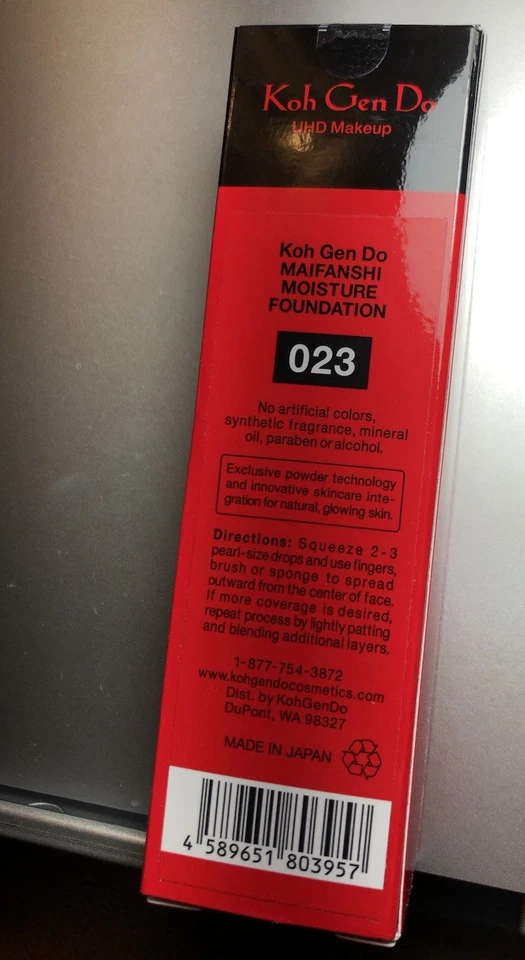 Koh Gen Do
UHD Makeup
Koh Gen Do
MAIFANSHI
MOISTURE
FOUNDATION
023
No artificial colors,
synthetic fragrance, mineral
oil, paraben or alcohol.
Exclusive powder technology
and innovative skincare inte-
gration for natural, glowing skin.
Directions: Squeeze 2-3
pearl-size drops and use fingers,
brush or sponge to spread
outward from the center of face.
If more coverage is desired,
repeat process by lightly patting
and blending additional layers.
1-877-754-3872
www.kohgendocosmetics.com
Dist. by KohGenDo
DuPont, WA 98327
MADE IN JAPAN
4 589651 803957